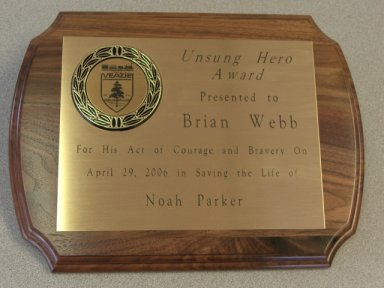 VEAZIE
Unsung Hero
Award
Presented to
Brian Webb
For His Act of Courage and Bravery On
April 29, 2006 in Saving the Life of
Noah Parker